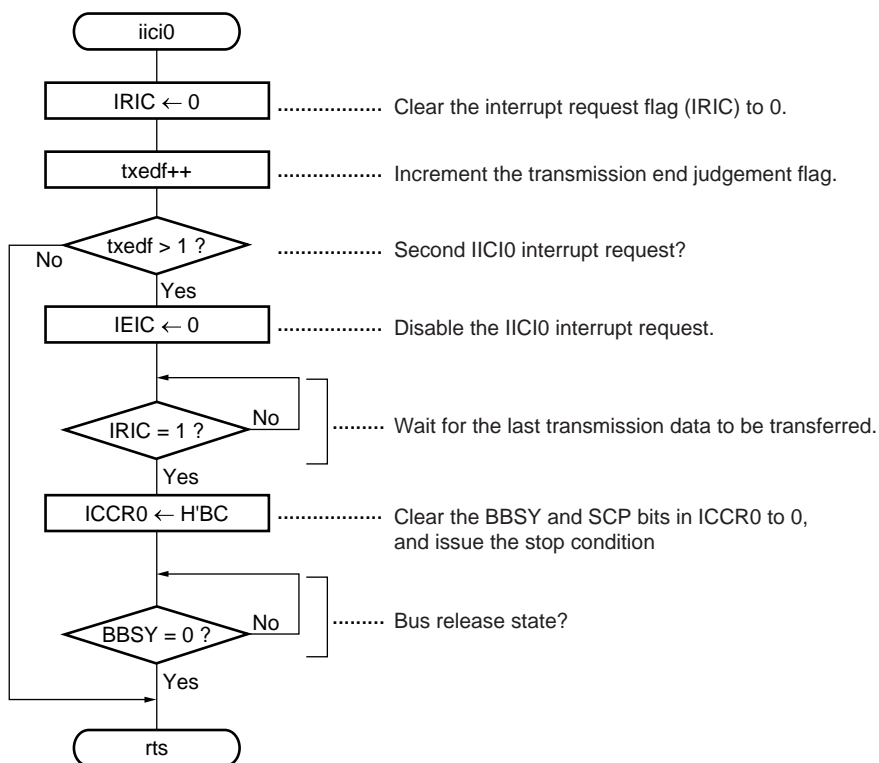 iici0
IRIC ← 0
Clear the interrupt request flag (IRIC) to 0.
txedf++
Increment the transmission end judgement flag.
txedf > 1 ?
Second IICI0 interrupt request?
No
Yes
IEIC ← 0
Disable the IICI0 interrupt request.
IRIC = 1 ?
No
Wait for the last transmission data to be transferred.
Yes
ICCR0 ← H'BC
Clear the BBSY and SCP bits in ICCR0 to 0,
and issue the stop condition
BBSY = 0 ?
No
Bus release state?
Yes
rts